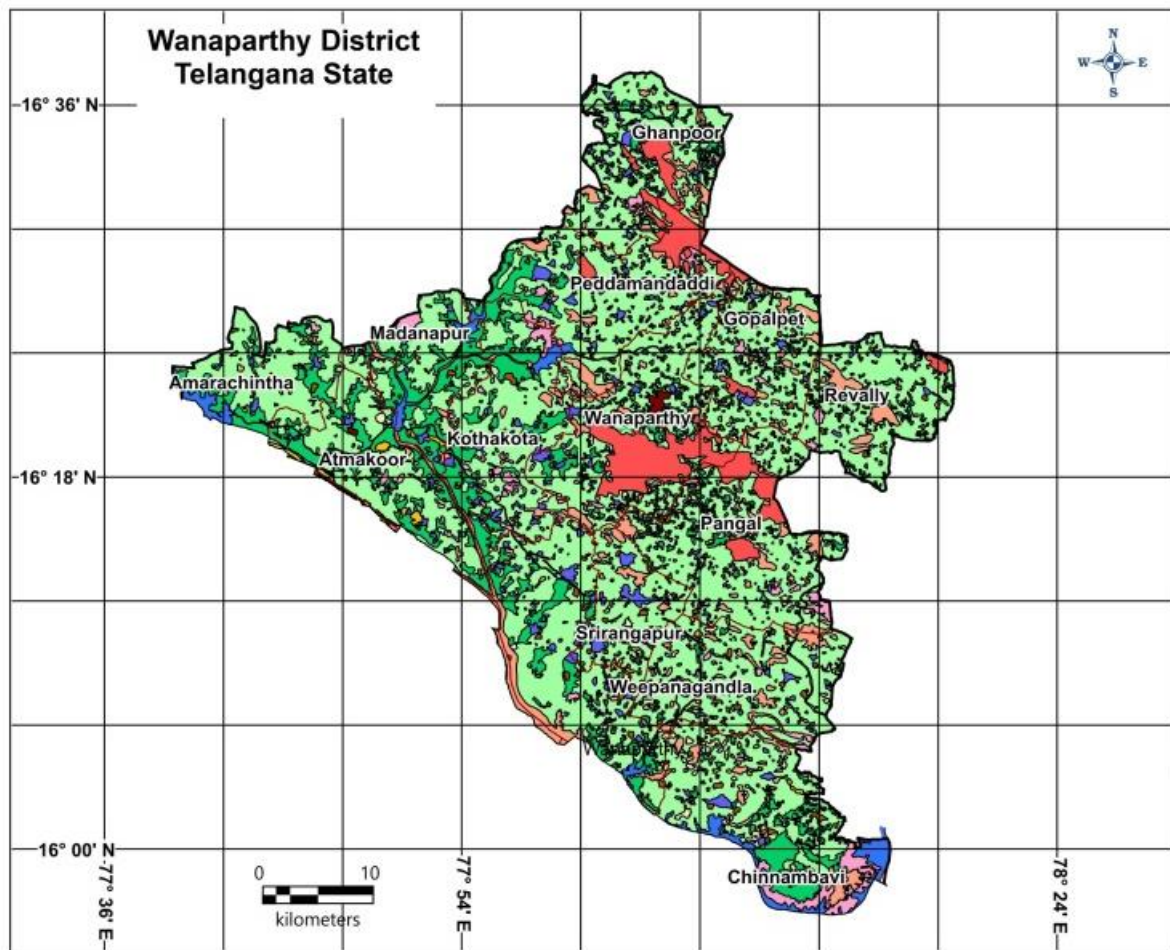 Wanaparthy District
Telangana State
N
W E
S
16° 36' N
Ghanpoor
Peddamandaddi
Gopalpet
Madanapur
Amarachintha
Revally
Wanaparthy
Kothakota
Atmakoor
16° 18' N
Pangal
Srirangapur
Weepanagandla
16° 00' N
Chinnambavi
0 10
kilometers
77° 36' E
77° 54' E
78° 24' E